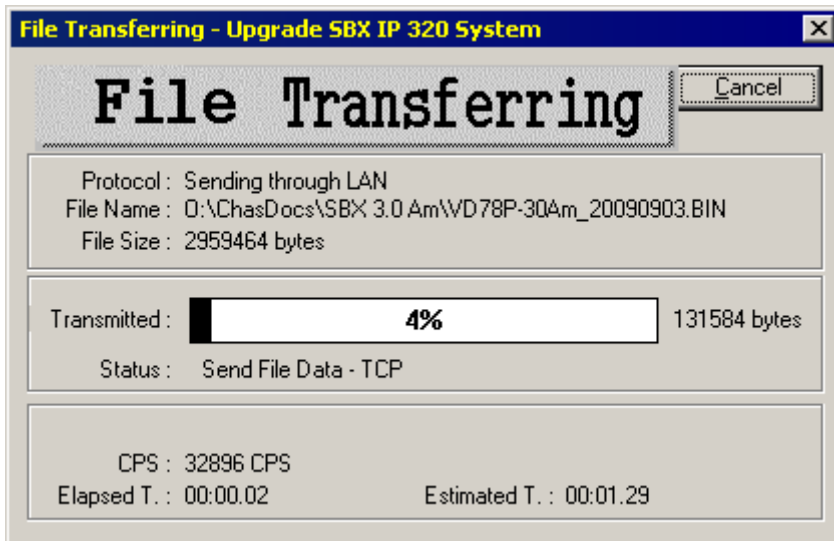 File Transferring - Upgrade SBX IP 320 System
File Transferring
Cancel
Protocol : Sending through LAN
File Name : O:\ChasDocs\SBX 3.0 Am\VD78P-30Am_20090903.BIN
File Size : 2959464 bytes
Transmitted : 4% 131584 bytes
Status : Send File Data - TCP
CPS : 32896 CPS
Elapsed T. : 00:00.02 Estimated T. : 00:01.29